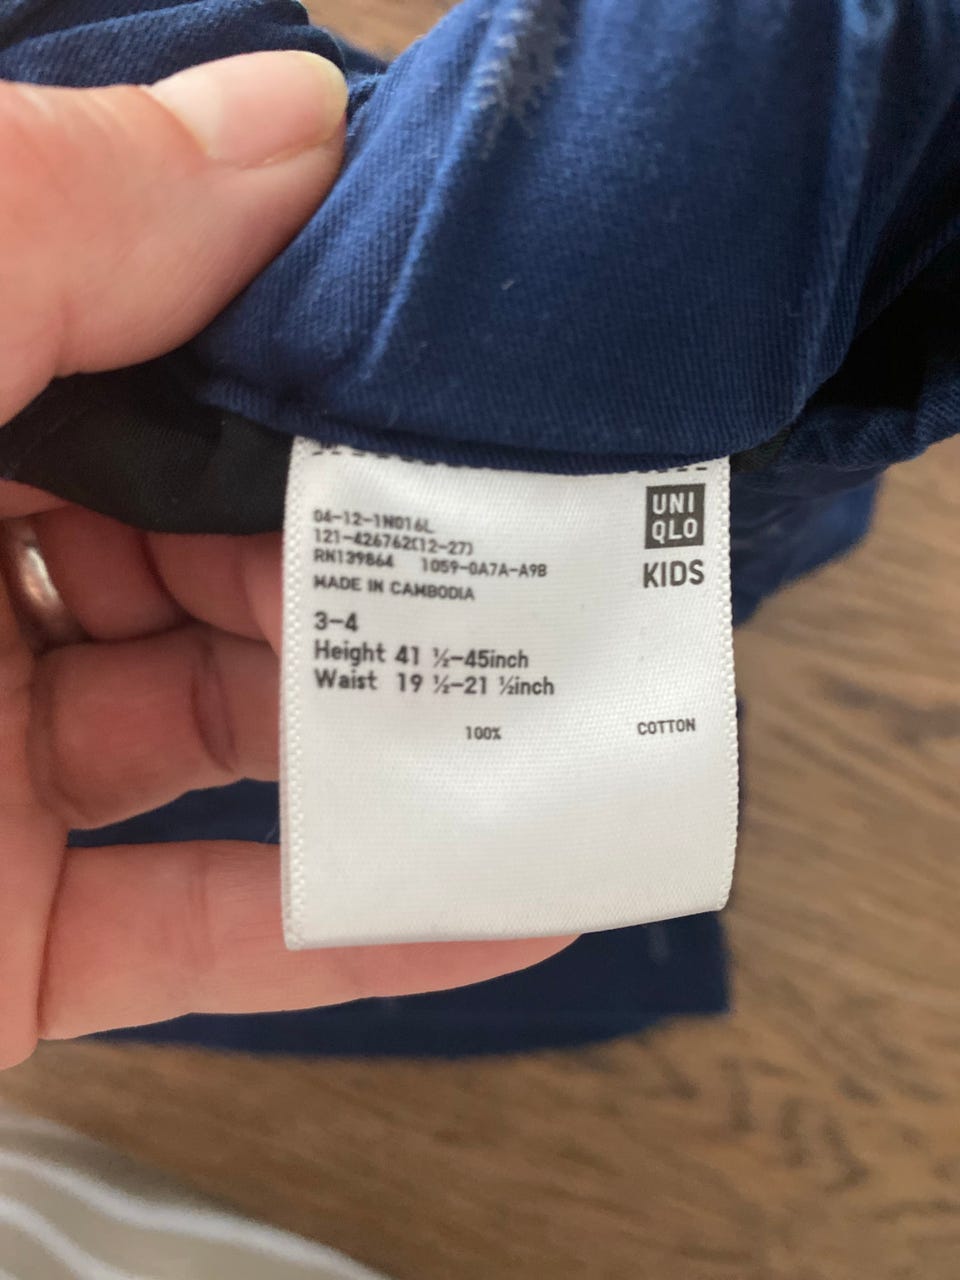 UNI
QLO
KIDS
04-12-1N016L
121-426762(12-27)
RN139864 1059-0A7A-A9B
MADE IN CAMBODIA
3-4
Height 41 ½-45inch
Waist 19 ½-21 ½inch
100% COTTON